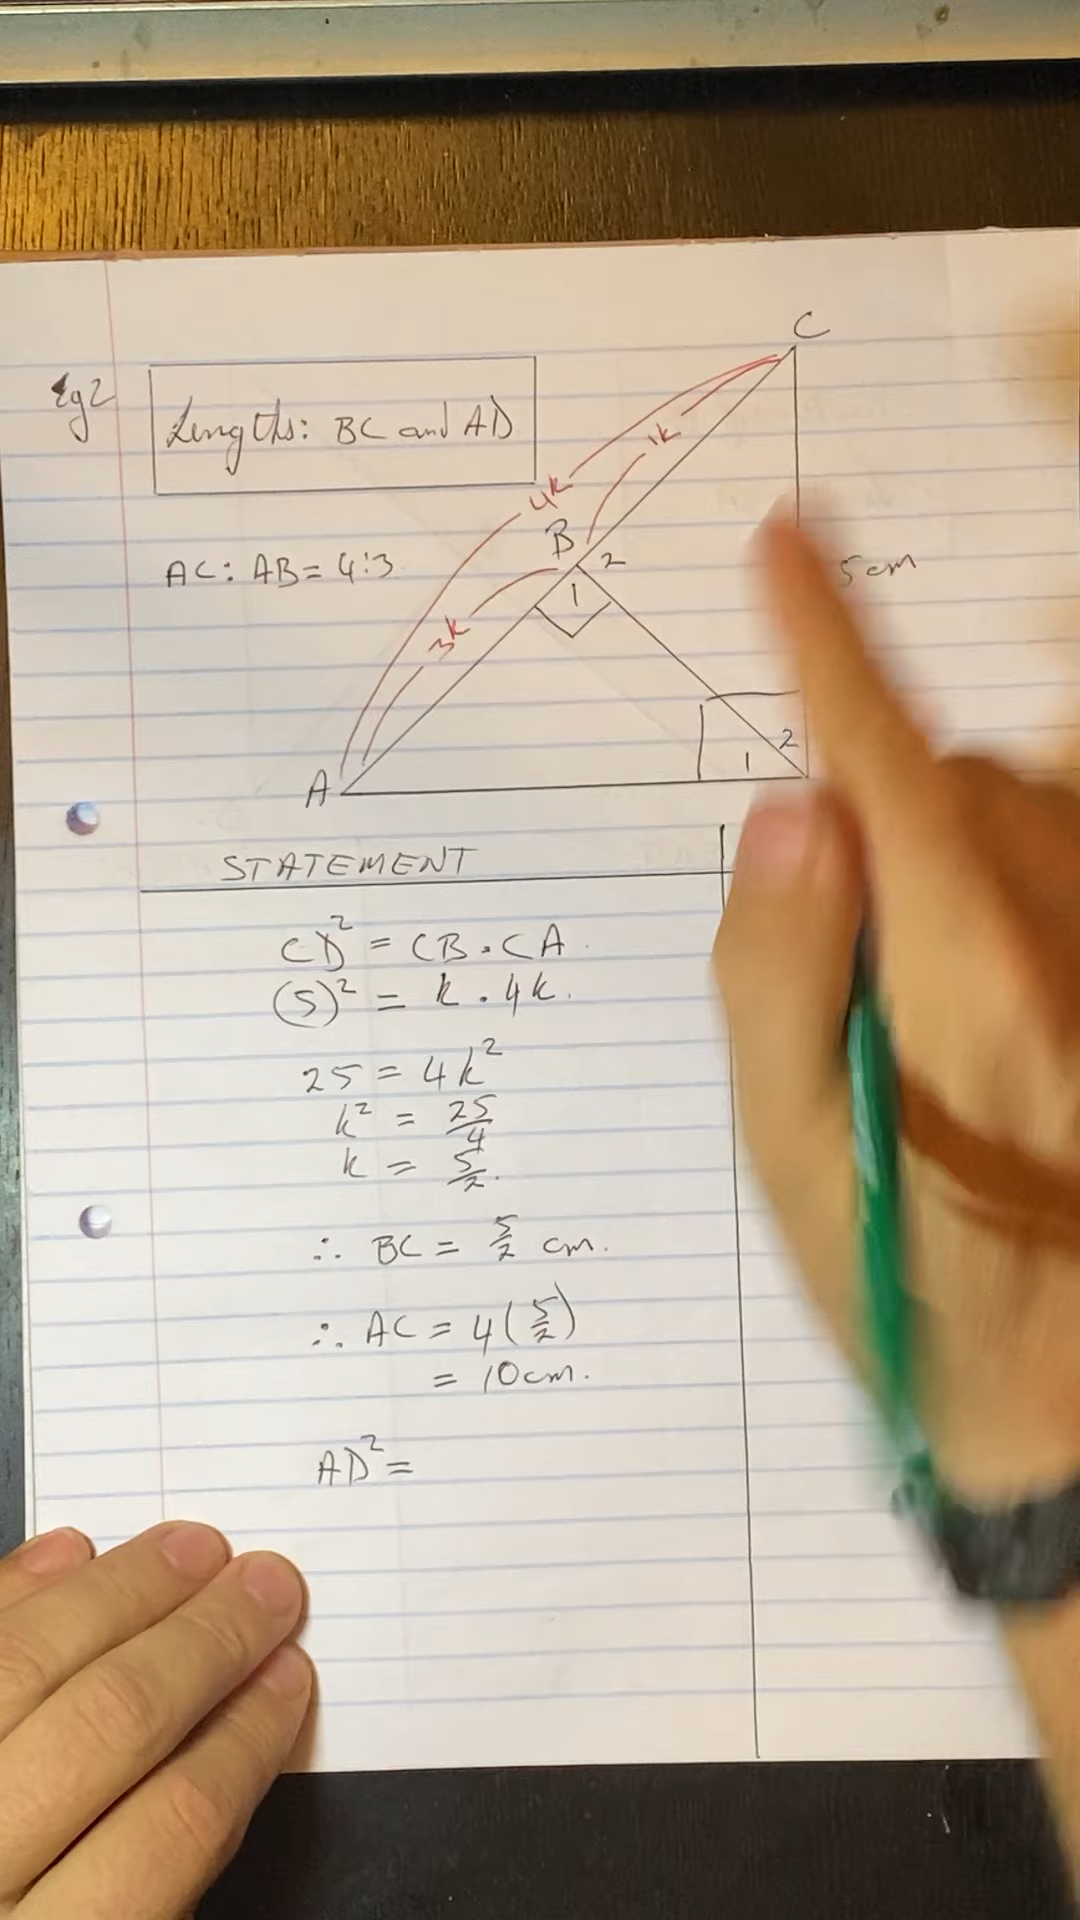 Eg2
Lengths: BC and AD
AC: AB = 4:3
C
1k
4k
B
2
1
3k
5cm
2
1
A
STATEMENT
CD² = CB . CA.
(5)² = k . 4k.
25 = 4k²
k² = 25/4
k = 5/2.
∴ BC = 5/2 cm.
∴ AC = 4(5/2)
= 10cm.
AD² =